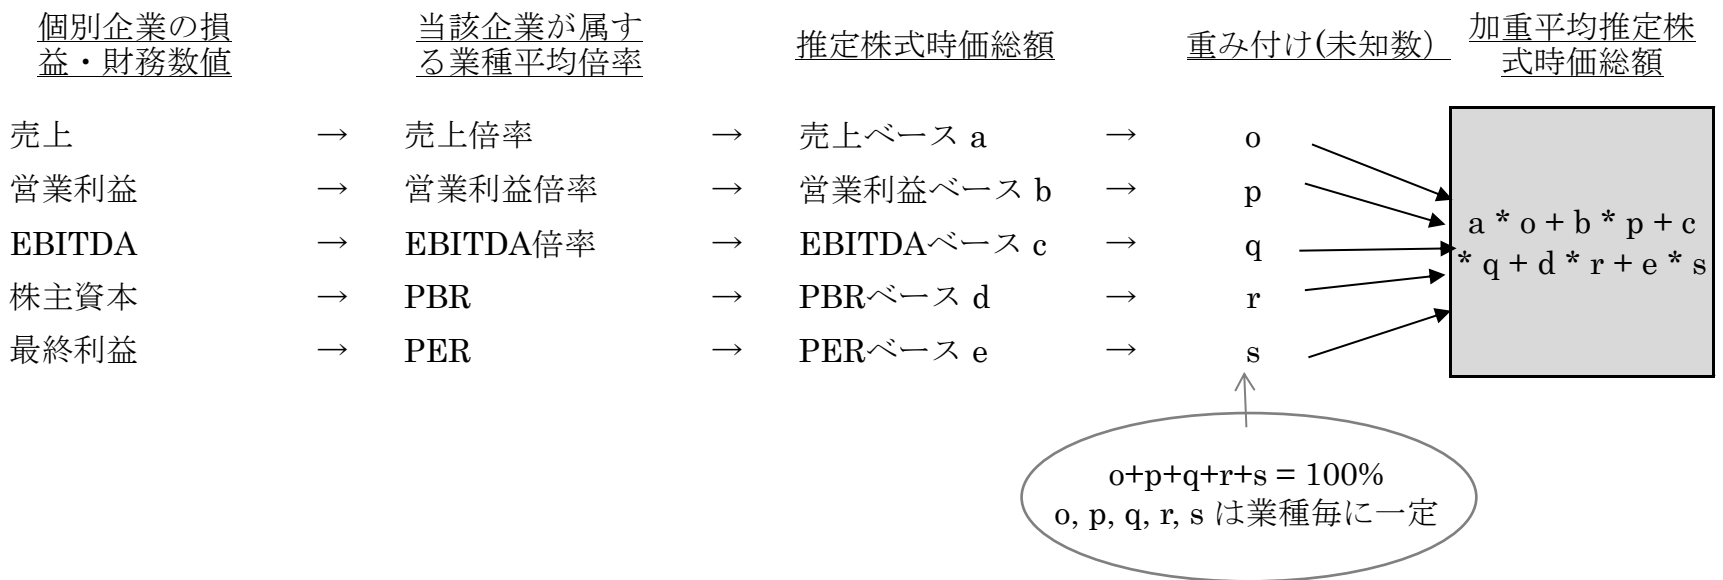 個別企業の損
益・財務数値
当該企業が属す
る業種平均倍率
推定株式時価総額
重み付け(未知数）
加重平均推定株
式時価総額
売上 → 売上倍率 → 売上ベース a → o
営業利益 → 営業利益倍率 → 営業利益ベース b → p
EBITDA → EBITDA倍率 → EBITDAベース c → q
株主資本 → PBR → PBRベース d → r
最終利益 → PER → PERベース e → s
a * o + b * p + c
* q + d * r + e * s
o+p+q+r+s = 100%
o, p, q, r, s は業種毎に一定